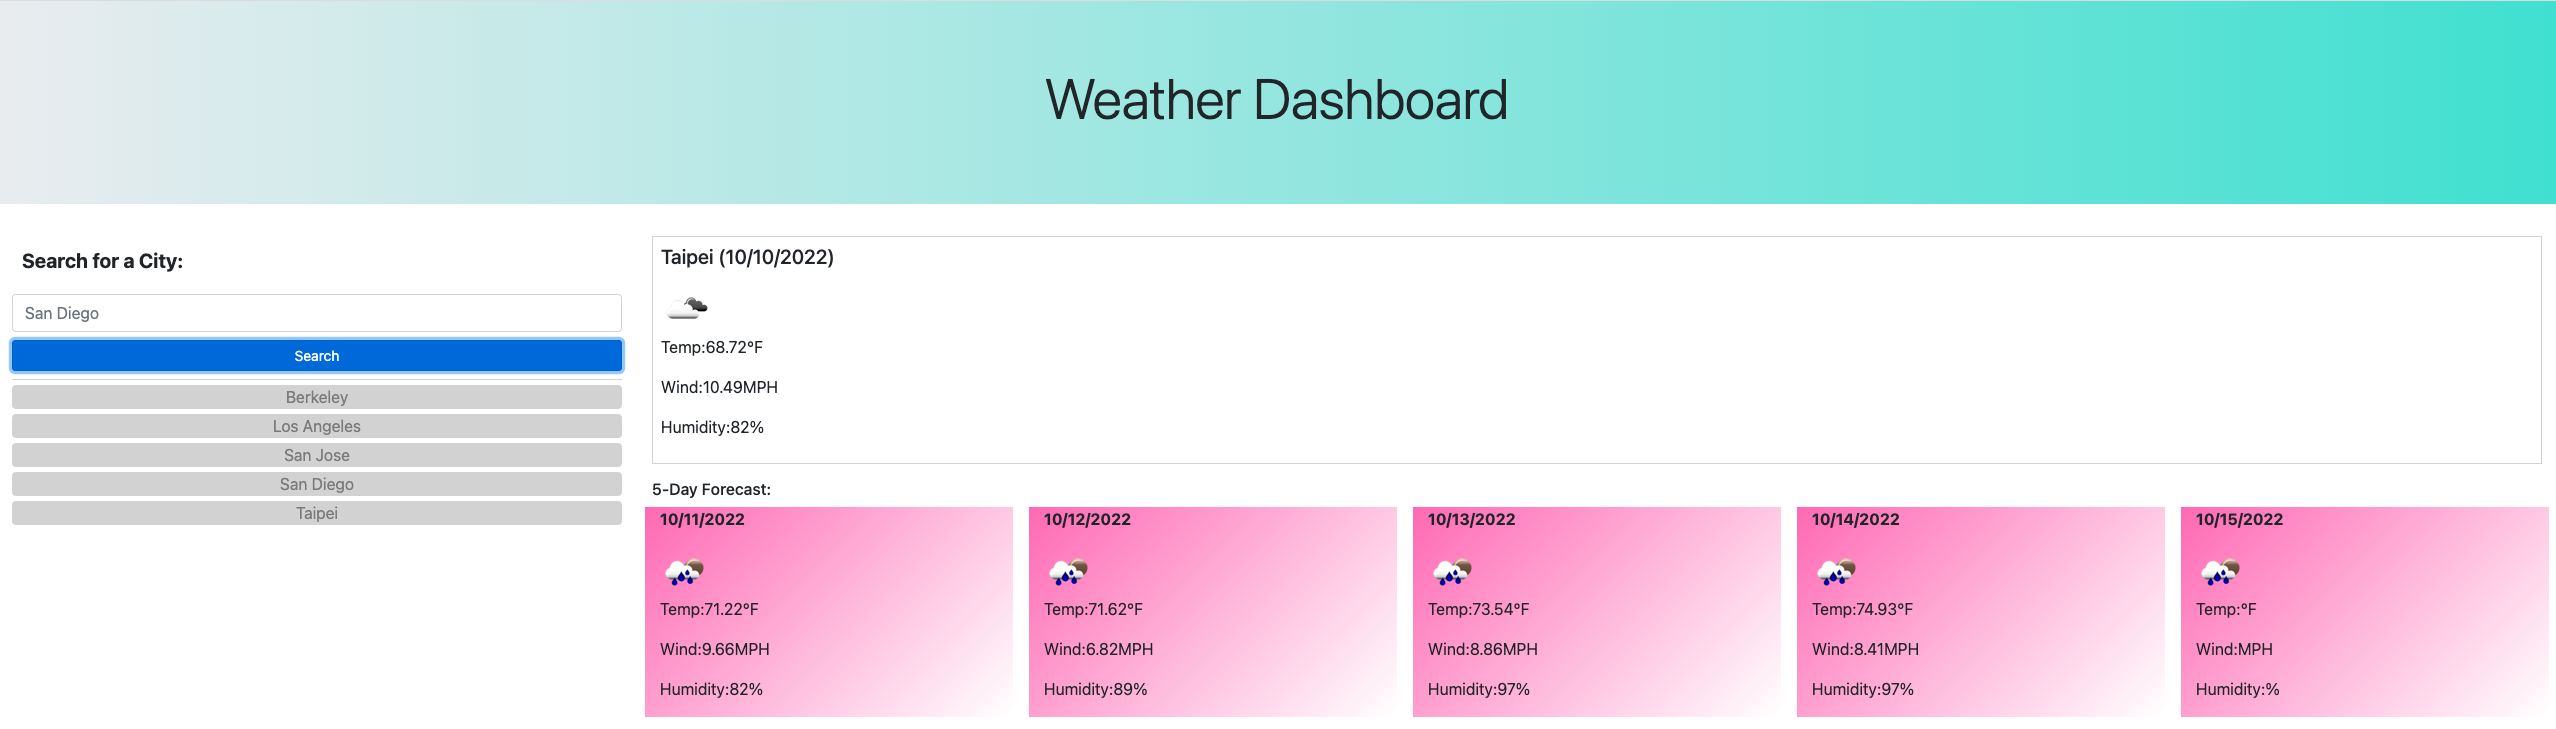 Weather Dashboard
Search for a City:
San Diego
Search
Berkeley
Los Angeles
San Jose
San Diego
Taipei
Taipei (10/10/2022)
Temp:68.72°F
Wind:10.49MPH
Humidity:82%
5-Day Forecast:
10/11/2022
Temp:71.22°F
Wind:9.66MPH
Humidity:82%
10/12/2022
Temp:71.62°F
Wind:6.82MPH
Humidity:89%
10/13/2022
Temp:73.54°F
Wind:8.86MPH
Humidity:97%
10/14/2022
Temp:74.93°F
Wind:8.41MPH
Humidity:97%
10/15/2022
Temp:°F
Wind:MPH
Humidity:%